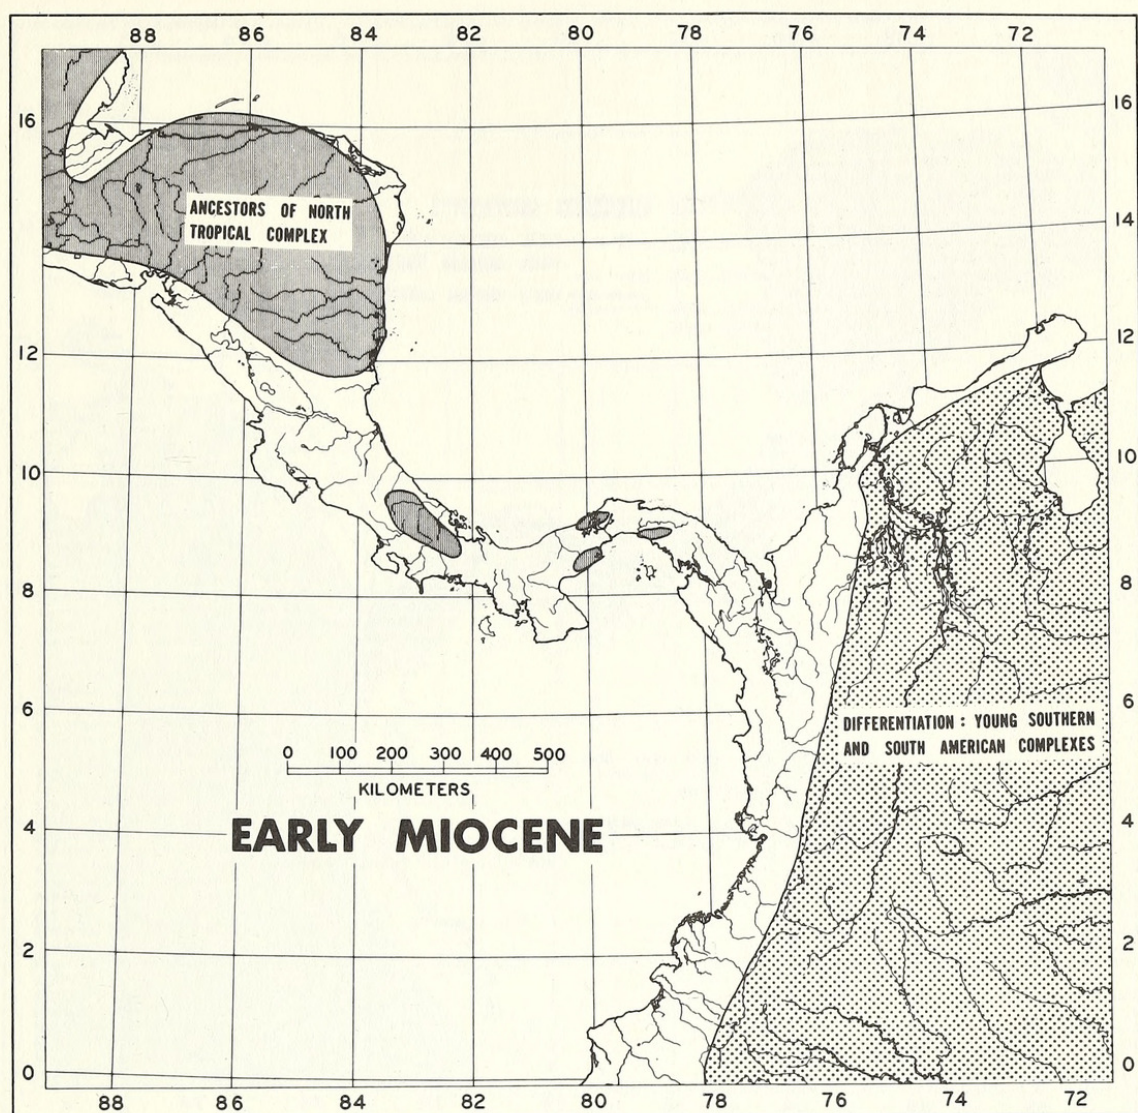 88 86 84 82 80 78 76 74 72
16 16
ANCESTORS OF NORTH
TROPICAL COMPLEX
14
12 12
10 10
8 8
6 6
DIFFERENTIATION : YOUNG SOUTHERN
AND SOUTH AMERICAN COMPLEXES
0 100 200 300 400 500
KILOMETERS
EARLY MIOCENE
4 4
2 2
0 0
88 86 84 82 80 78 76 74 72